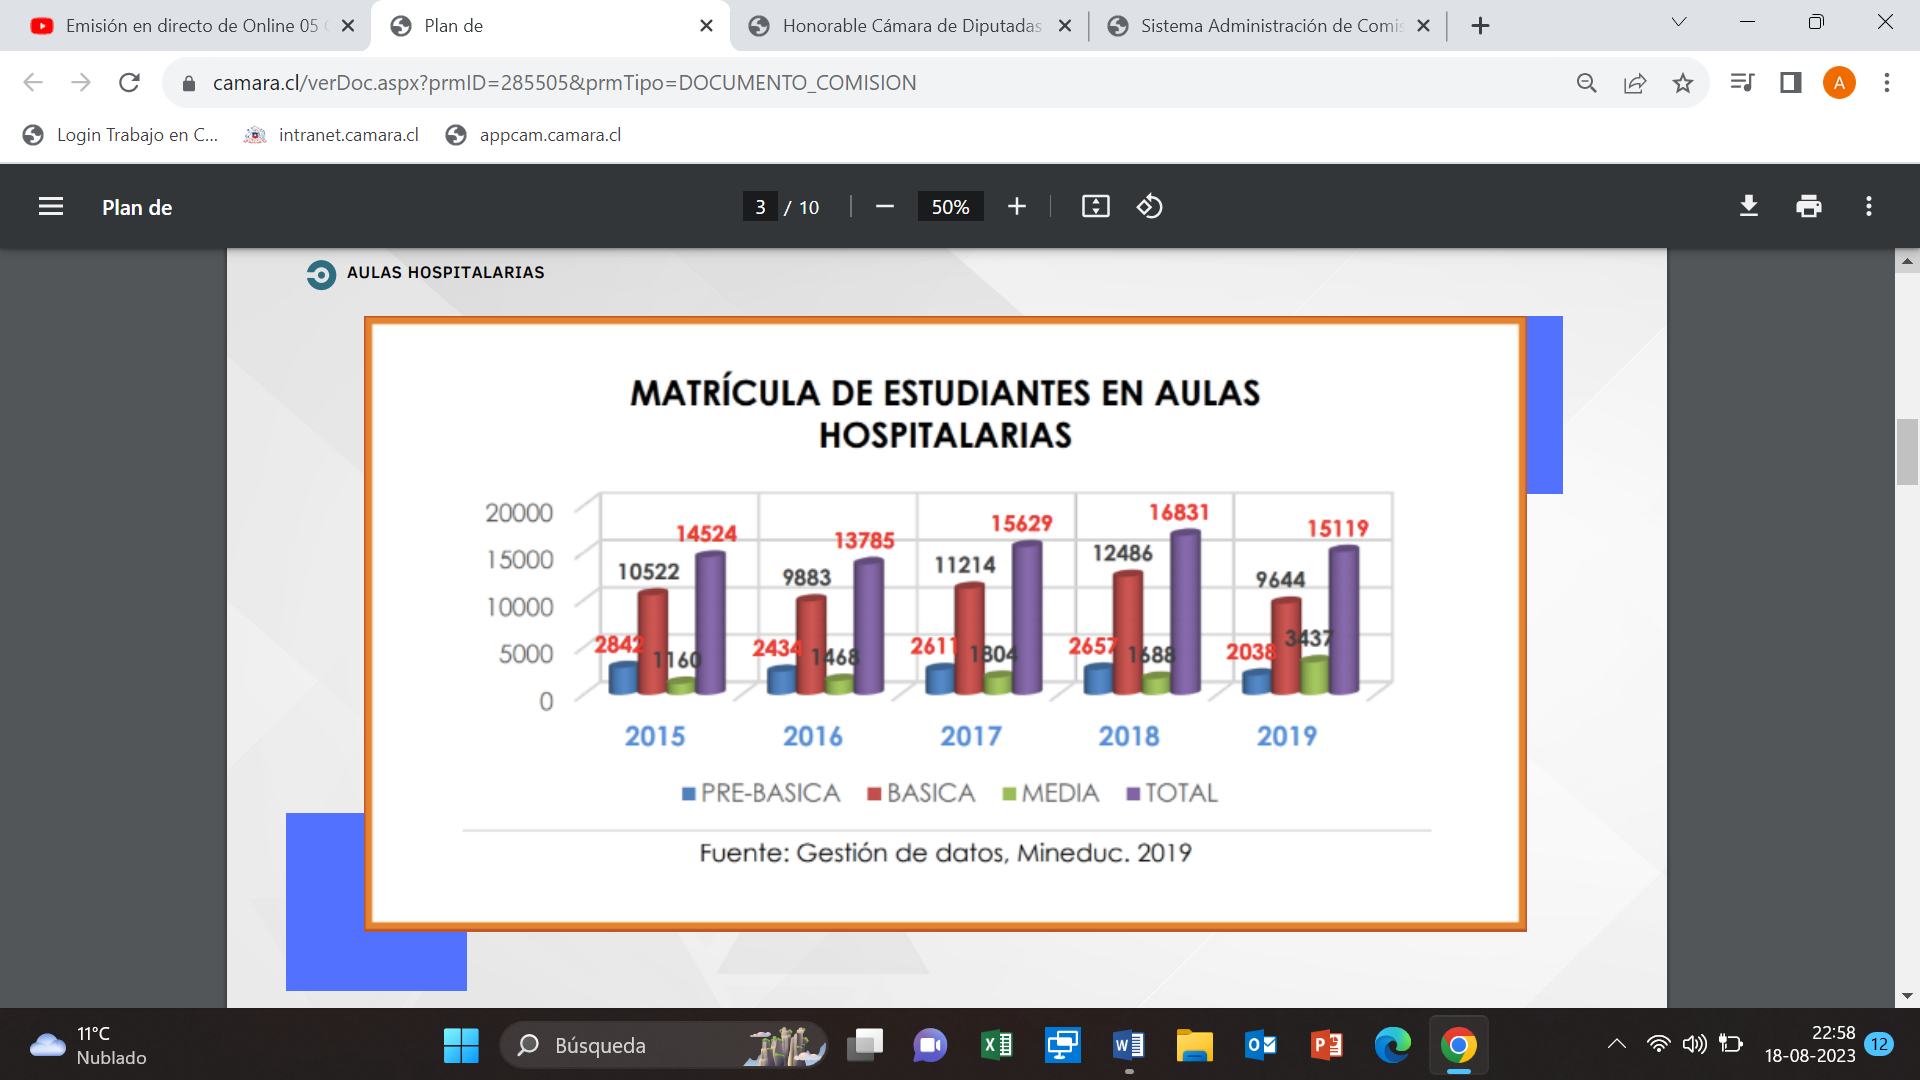 Emisión en directo de Online 05
Plan de
Honorable Cámara de Diputadas
Sistema Administración de Comis
camara.cl/verDoc.aspx?prmID=285505&prmTipo=DOCUMENTO_COMISION
A
Login Trabajo en C...
intranet.camara.cl
appcam.camara.cl
Plan de
3 / 10
50%
AULAS HOSPITALARIAS
MATRÍCULA DE ESTUDIANTES EN AULAS
HOSPITALARIAS
20000
15000
10000
5000
0
2842 10522 1160 14524
2434 9883 1468 13785
2611 11214 1804 15629
2657 12486 1688 16831
2038 9644 3437 15119
2015 2016 2017 2018 2019
PRE-BASICA BASICA MEDIA TOTAL
Fuente: Gestión de datos, Mineduc. 2019
11°C
Nublado
Búsqueda
22:58
18-08-2023
12